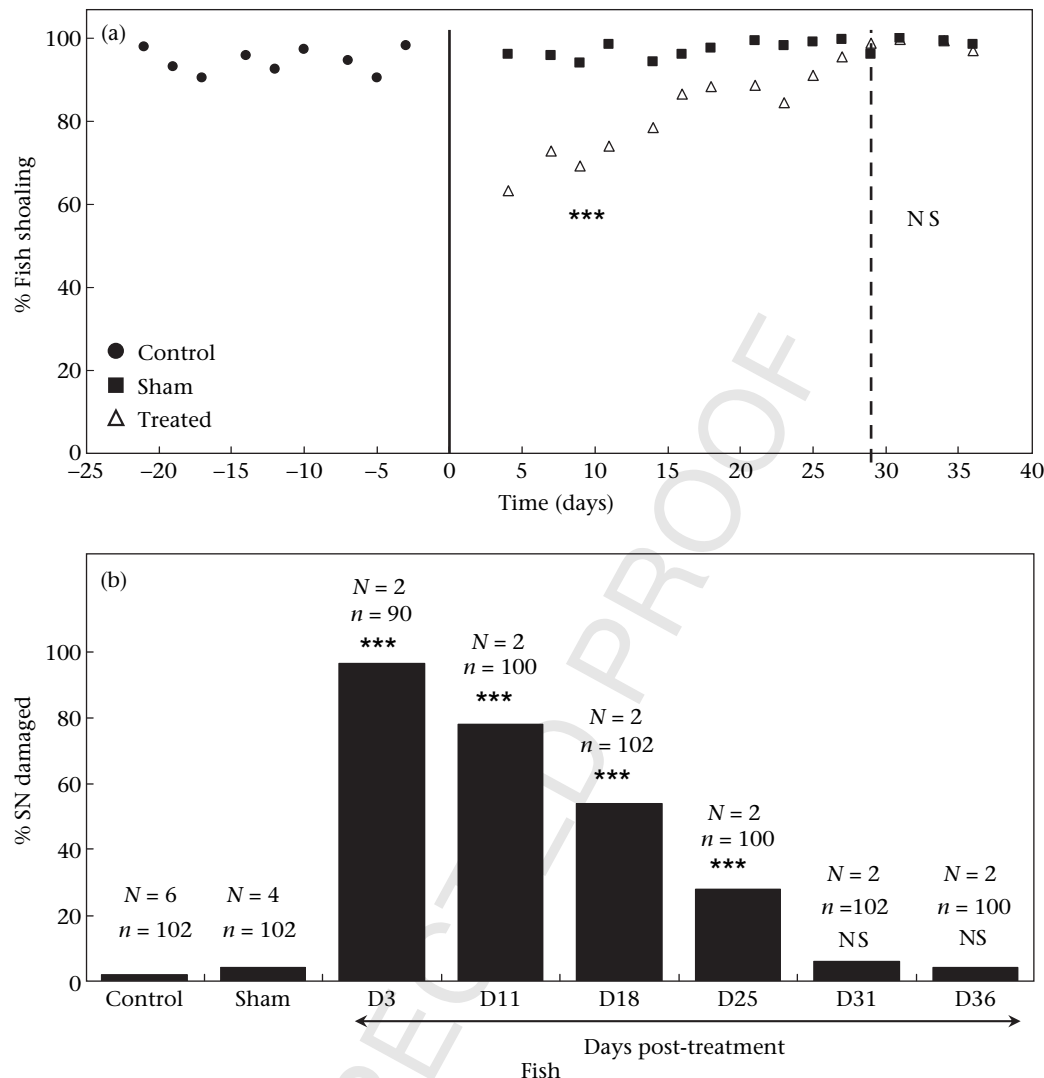 (a)
100
80
60
40
20
0
% Fish shoaling
***
NS
Control
Sham
Treated
−25 −20 −15 −10 −5 0 5 10 15 20 25 30 35 40
Time (days)
(b)
100
80
60
40
20
0
% SN damaged
N = 6
n = 102
N = 4
n = 102
N = 2
n = 90
***
N = 2
n = 100
***
N = 2
n = 102
***
N = 2
n = 100
***
N = 2
n =102
NS
N = 2
n = 100
NS
Control Sham D3 D11 D18 D25 D31 D36
Days post-treatment
Fish
ECTED PROOF